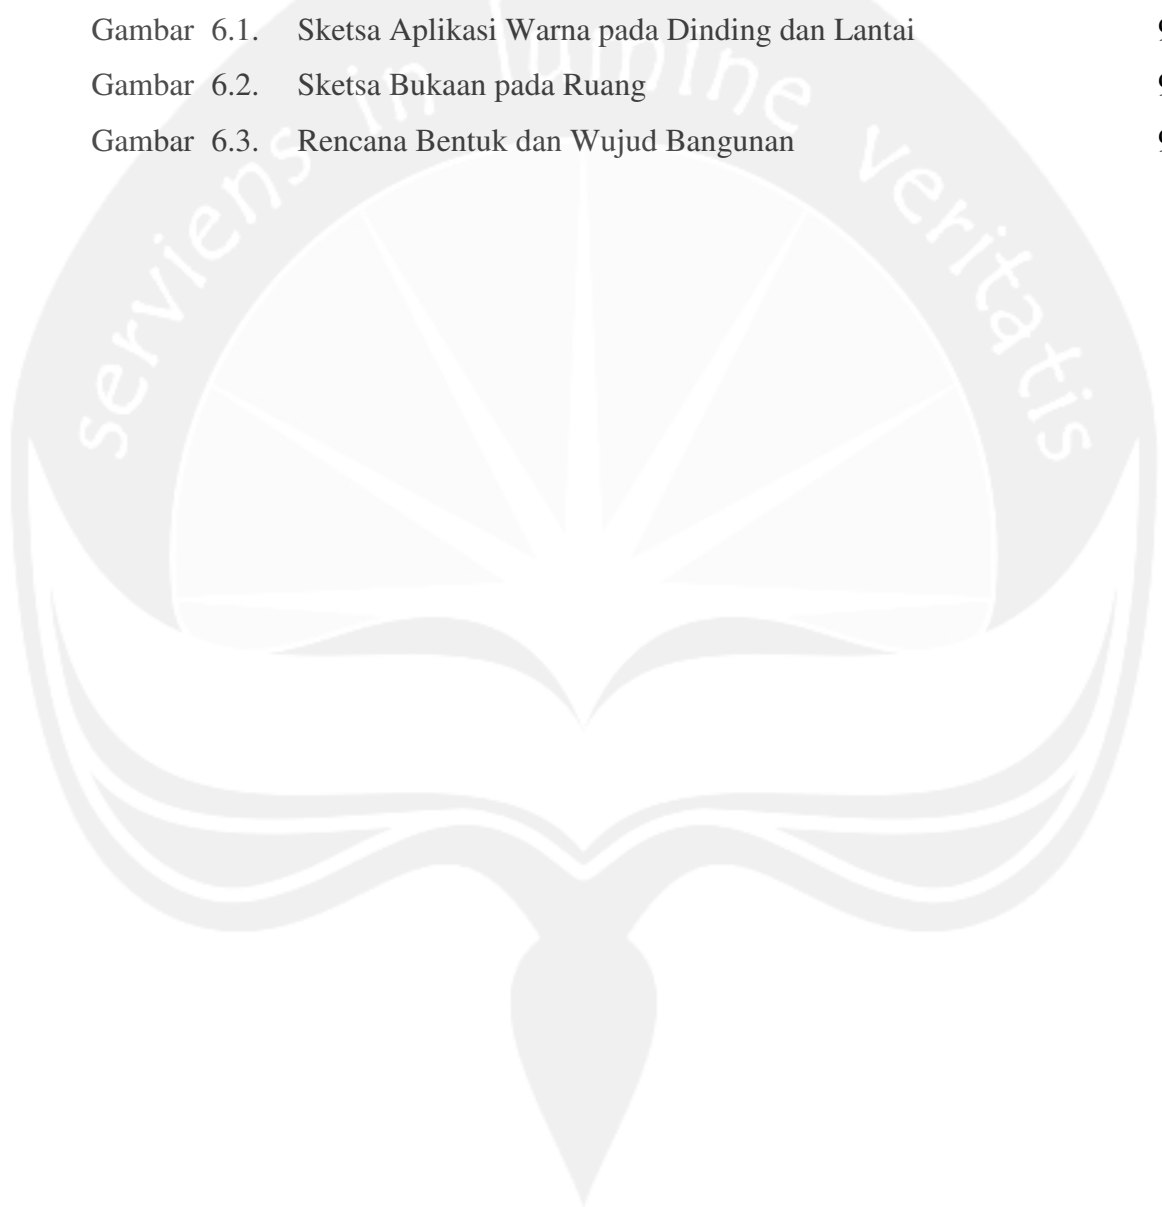 Gambar 6.1. Sketsa Aplikasi Warna pada Dinding dan Lantai
Gambar 6.2. Sketsa Bukaan pada Ruang
Gambar 6.3. Rencana Bentuk dan Wujud Bangunan
serviens in lumine veritatis